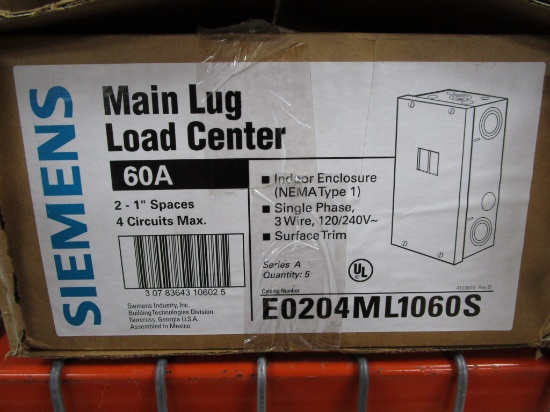 SIEMENS
Main Lug
Load Center
60A
2 - 1" Spaces
4 Circuits Max.
3 07 83643 10602 5
Siemens Industry, Inc.
Building Technologies Division
Norcross, Georgia U.S.A.
Assembled in Mexico
■ Indoor Enclosure
(NEMA Type 1)
■ Single Phase,
3 Wire, 120/240V~
■ Surface Trim
Series A
Quantity: 5
UL
Catalog Number
E0204ML1060S